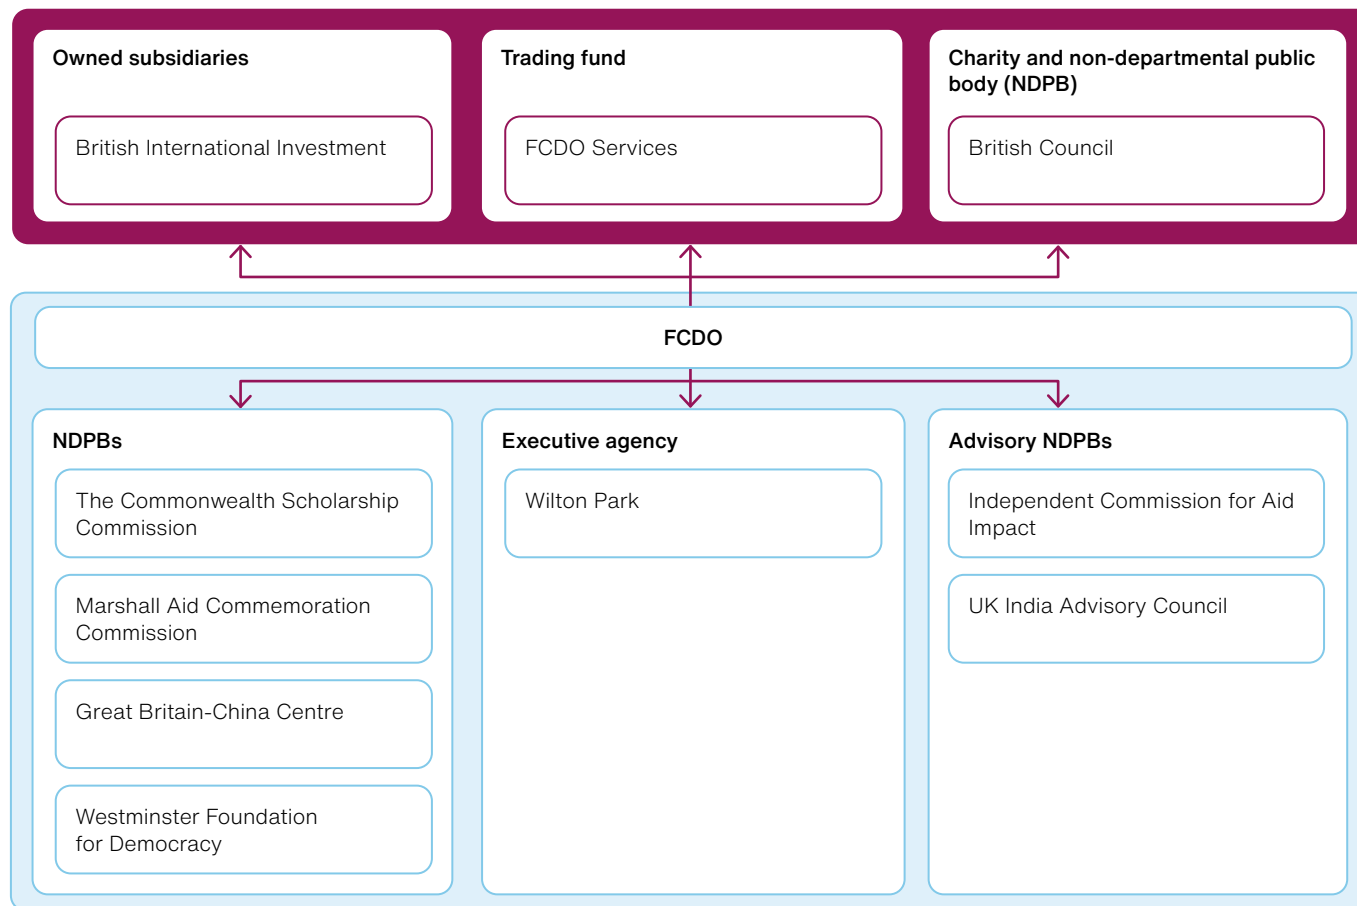 Owned subsidiaries
British International Investment
Trading fund
FCDO Services
Charity and non-departmental public
body (NDPB)
British Council
FCDO
NDPBs
The Commonwealth Scholarship
Commission
Marshall Aid Commemoration
Commission
Great Britain-China Centre
Westminster Foundation
for Democracy
Executive agency
Wilton Park
Advisory NDPBs
Independent Commission for Aid
Impact
UK India Advisory Council